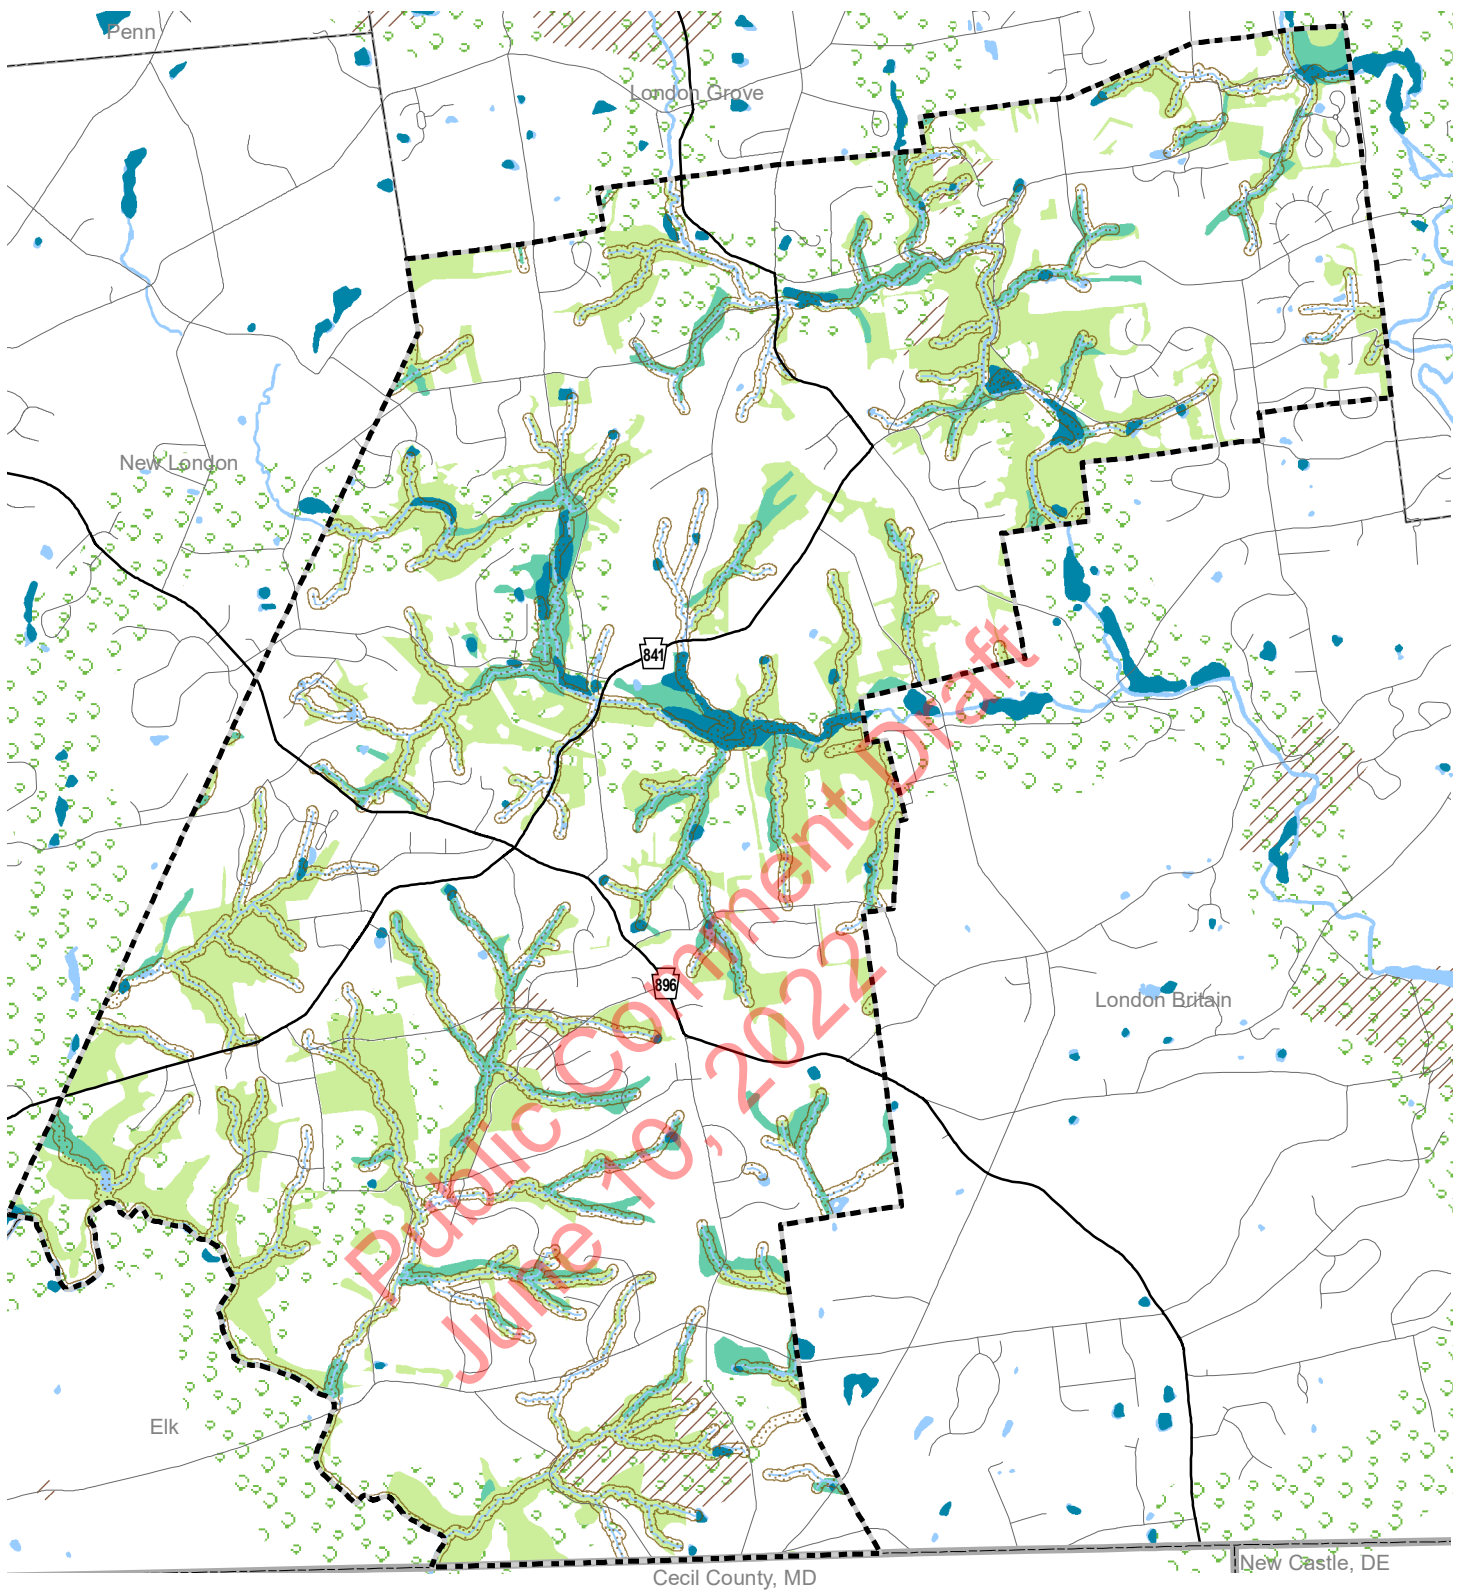 Penn
London Grove
New London
841
896
London Britain
Public Comment Draft
June 10, 2022
Elk
New Castle, DE
Cecil County, MD